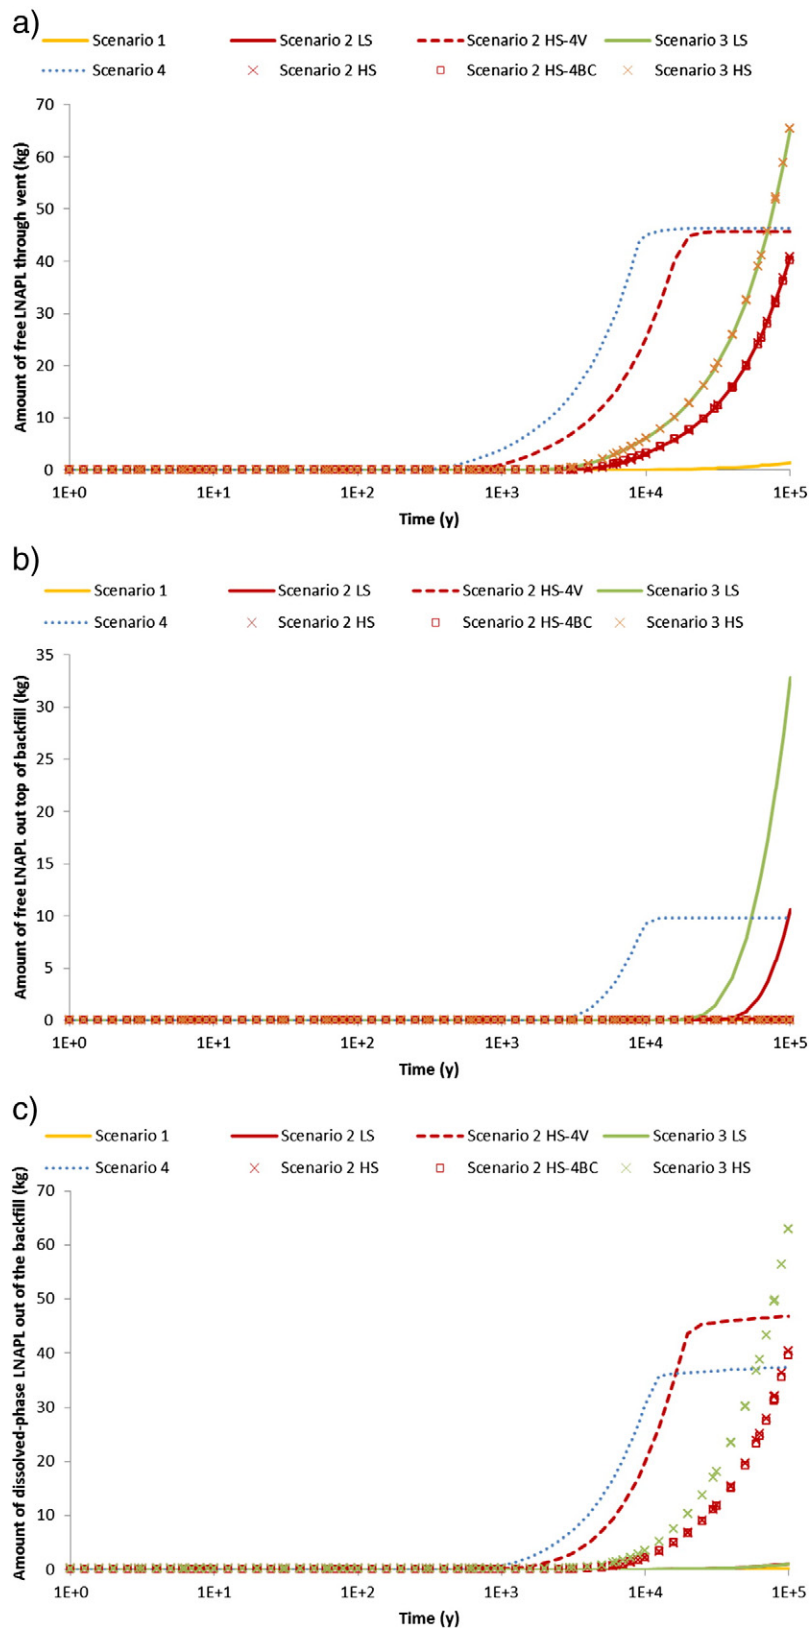 a)
Scenario 1 Scenario 2 LS Scenario 2 HS-4V Scenario 3 LS
Scenario 4 Scenario 2 HS Scenario 2 HS-4BC Scenario 3 HS
Amount of free LNAPL through vent (kg)
70
60
50
40
30
20
10
0
1E+0 1E+1 1E+2 1E+3 1E+4 1E+5
Time (y)
b)
Scenario 1 Scenario 2 LS Scenario 2 HS-4V Scenario 3 LS
Scenario 4 Scenario 2 HS Scenario 2 HS-4BC Scenario 3 HS
Amount of free LNAPL out top of backfill (kg)
35
30
25
20
15
10
5
0
1E+0 1E+1 1E+2 1E+3 1E+4 1E+5
Time (y)
c)
Scenario 1 Scenario 2 LS Scenario 2 HS-4V Scenario 3 LS
Scenario 4 Scenario 2 HS Scenario 2 HS-4BC Scenario 3 HS
Amount of dissolved-phase LNAPL out of the backfill (kg)
70
60
50
40
30
20
10
0
1E+0 1E+1 1E+2 1E+3 1E+4 1E+5
Time (y)